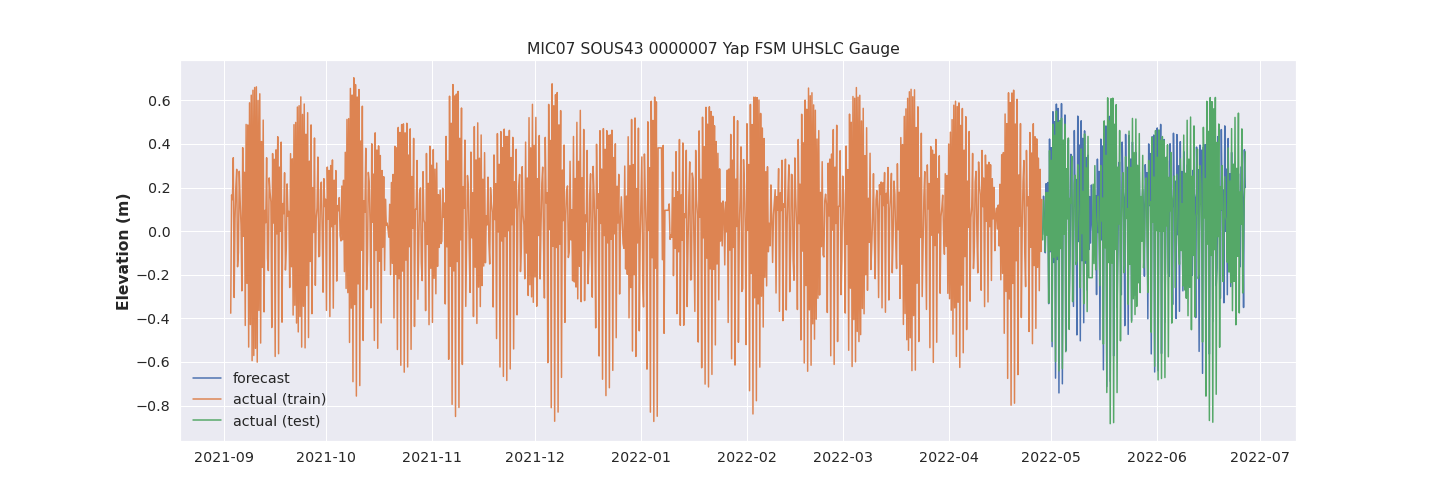 MIC07 SOUS43 0000007 Yap FSM UHSLC Gauge
Elevation (m)
0.6
0.4
0.2
0.0
−0.2
−0.4
−0.6
−0.8
forecast
actual (train)
actual (test)
2021-09 2021-10 2021-11 2021-12 2022-01 2022-02 2022-03 2022-04 2022-05 2022-06 2022-07